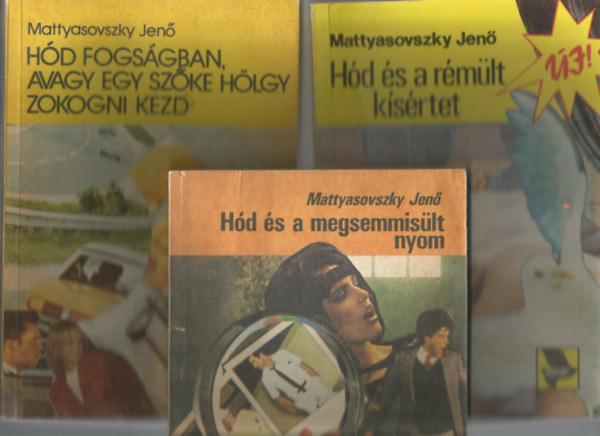 Mattyasovszky Jenő
HÓD FOGSÁGBAN,
AVAGY EGY SZŐKE HÖLGY
ZOKOGNI KEZD
Mattyasovszky Jenő
Hód és a rémült
kísértet
ÚJ!
Mattyasovszky Jenő
Hód és a megsemmisült
nyom